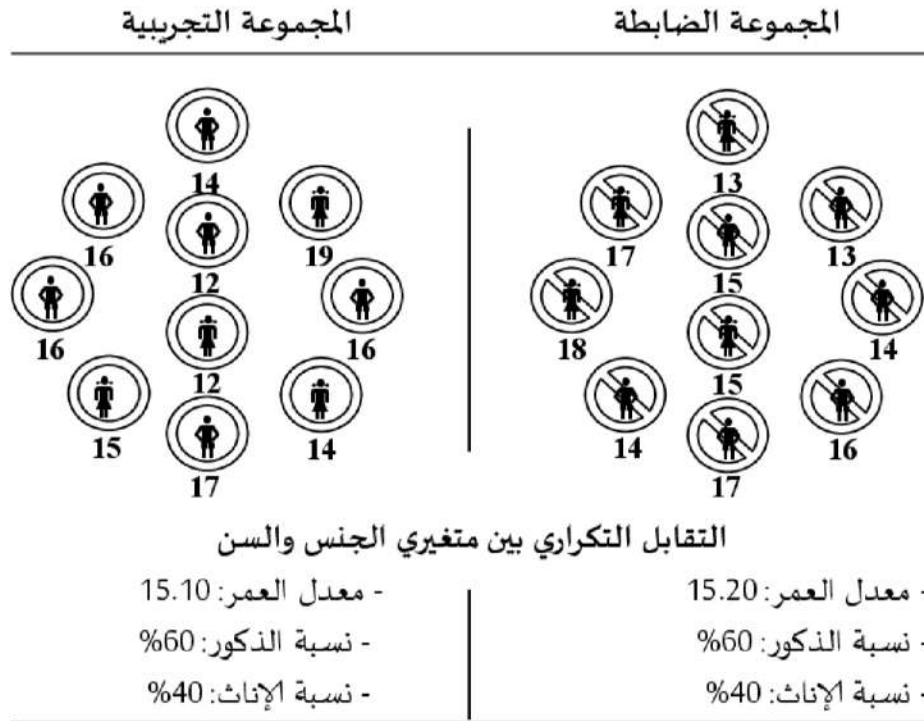 المجموعة الضابطة
المجموعة التجريبية
13
17
13
15
18
14
15
14
16
17
14
16
19
12
16
16
12
15
14
17
التقابل التكراري بين متغيري الجنس والسن
- معدل العمر: 15.20
- نسبة الذكور: 60%
- نسبة الإناث: 40%
- معدل العمر: 15.10
- نسبة الذكور: 60%
- نسبة الإناث: 40%